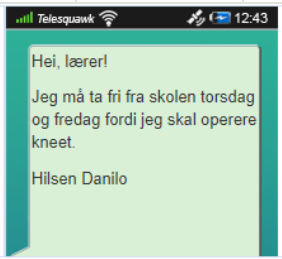 Telesquawk 12:43
Hei, lærer!
Jeg må ta fri fra skolen torsdag
og fredag fordi jeg skal operere
kneet.
Hilsen Danilo